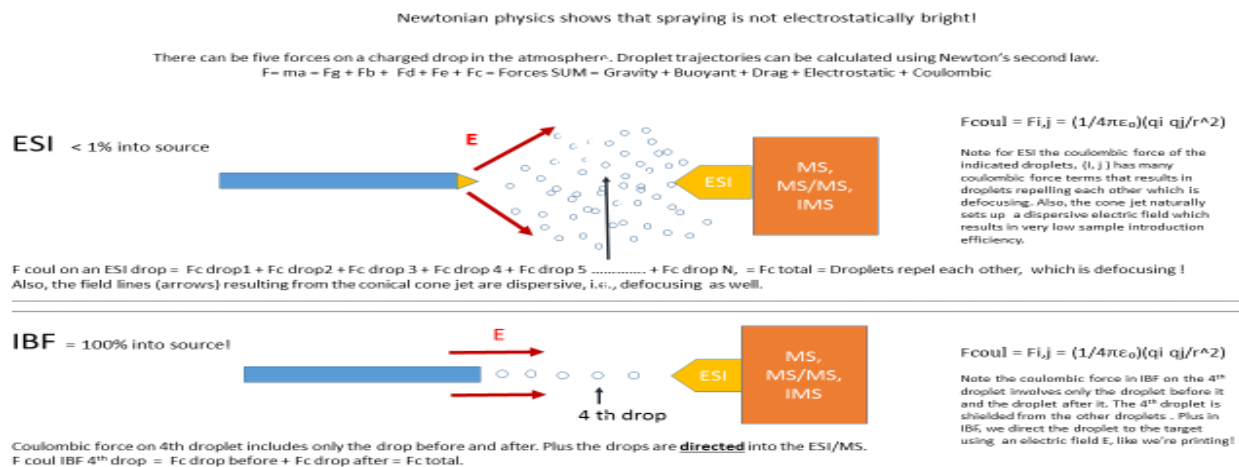 Newtonian physics shows that spraying is not electrostatically bright!
There can be five forces on a charged drop in the atmosphere. Droplet trajectories can be calculated using Newton's second law.
F= ma = Fg + Fb + Fd + Fe + Fc = Forces SUM = Gravity + Buoyant + Drag + Electrostatic + Coulombic
ESI < 1% into source
E
ESI
MS,
MS/MS,
IMS
Fcoul = Fi,j = (1/4πε₀)(qi qj/r^2)
Note for ESI the coulombic force of the
indicated droplets, (I, j ) has many
coulombic force terms that results in
droplets repelling each other which is
defocusing. Also, the cone jet naturally
sets up a dispersive electric field which
results in very low sample introduction
efficiency.
F coul on an ESI drop = Fc drop1 + Fc drop2 + Fc drop 3 + Fc drop 4 + Fc drop 5 ............. + Fc drop N, = Fc total = Droplets repel each other, which is defocusing !
Also, the field lines (arrows) resulting from the conical cone jet are dispersive, i.e., defocusing as well.
IBF = 100% into source!
E
4 th drop
ESI
MS,
MS/MS,
IMS
Fcoul = Fi,j = (1/4πε₀)(qi qj/r^2)
Note the coulombic force in IBF on the 4th
droplet involves only the droplet before it
and the droplet after it. The 4th droplet is
shielded from the other droplets . Plus in
IBF, we direct the droplet to the target
using an electric field E, like we're printing!
Coulombic force on 4th droplet includes only the drop before and after. Plus the drops are directed into the ESI/MS.
F coul IBF 4th drop = Fc drop before + Fc drop after = Fc total.